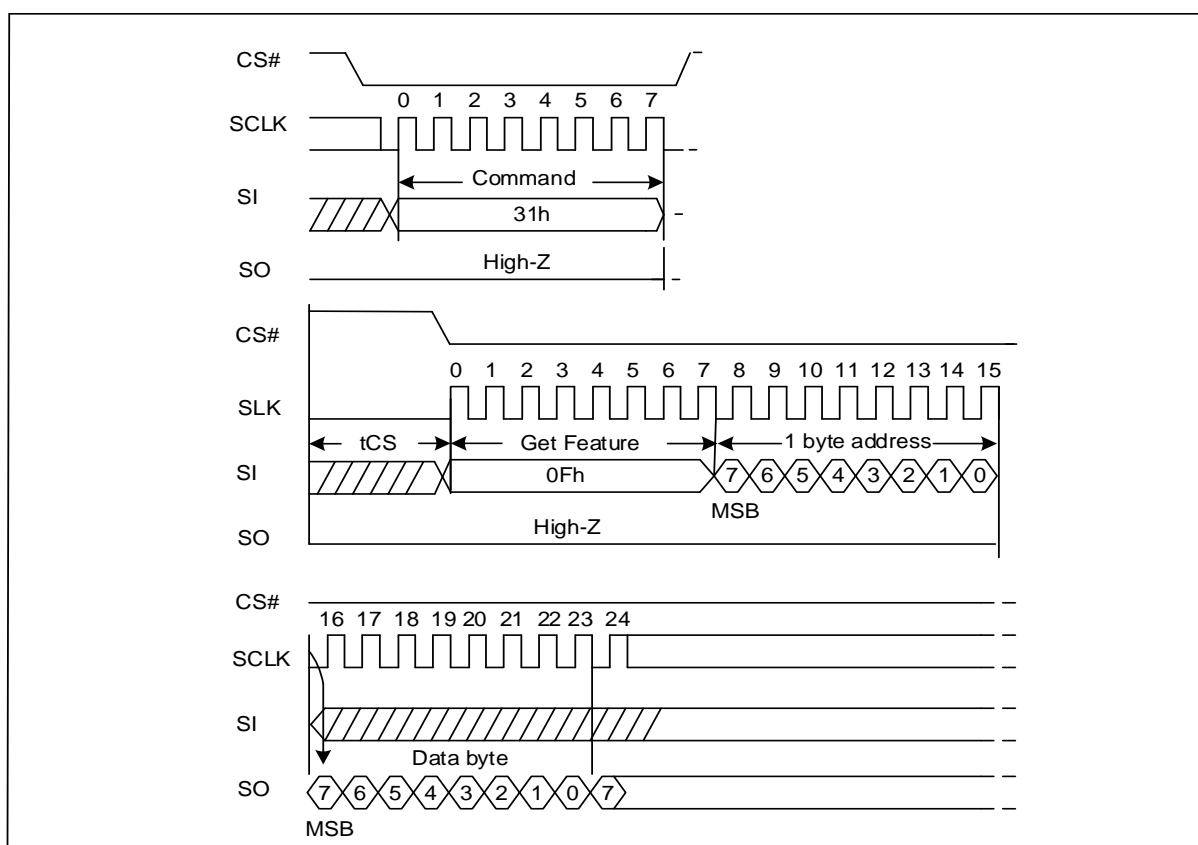 CS#
0 1 2 3 4 5 6 7
SCLK
Command
SI
31h
High-Z
SO
CS#
0 1 2 3 4 5 6 7 8 9 10 11 12 13 14 15
SLK
tCS Get Feature 1 byte address
SI
0Fh 7 6 5 4 3 2 1 0
MSB
High-Z
SO
CS#
16 17 18 19 20 21 22 23 24
SCLK
SI
Data byte
SO 7 6 5 4 3 2 1 0 7
MSB